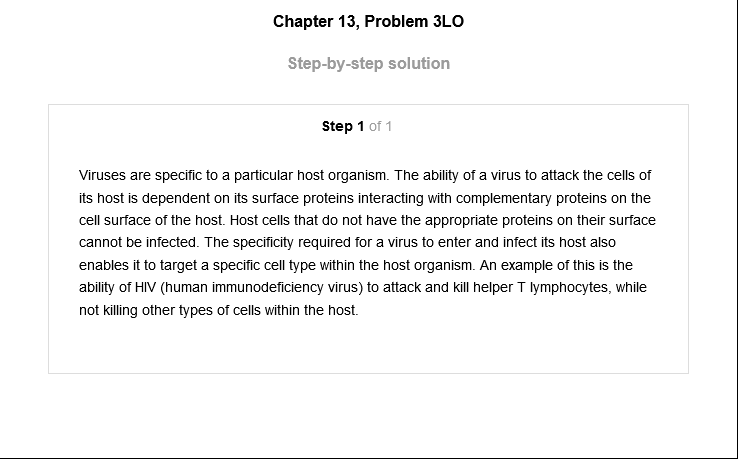 Chapter 13, Problem 3LO
Step-by-step solution
Step 1 of 1
Viruses are specific to a particular host organism. The ability of a virus to attack the cells of
its host is dependent on its surface proteins interacting with complementary proteins on the
cell surface of the host. Host cells that do not have the appropriate proteins on their surface
cannot be infected. The specificity required for a virus to enter and infect its host also
enables it to target a specific cell type within the host organism. An example of this is the
ability of HIV (human immunodeficiency virus) to attack and kill helper T lymphocytes, while
not killing other types of cells within the host.